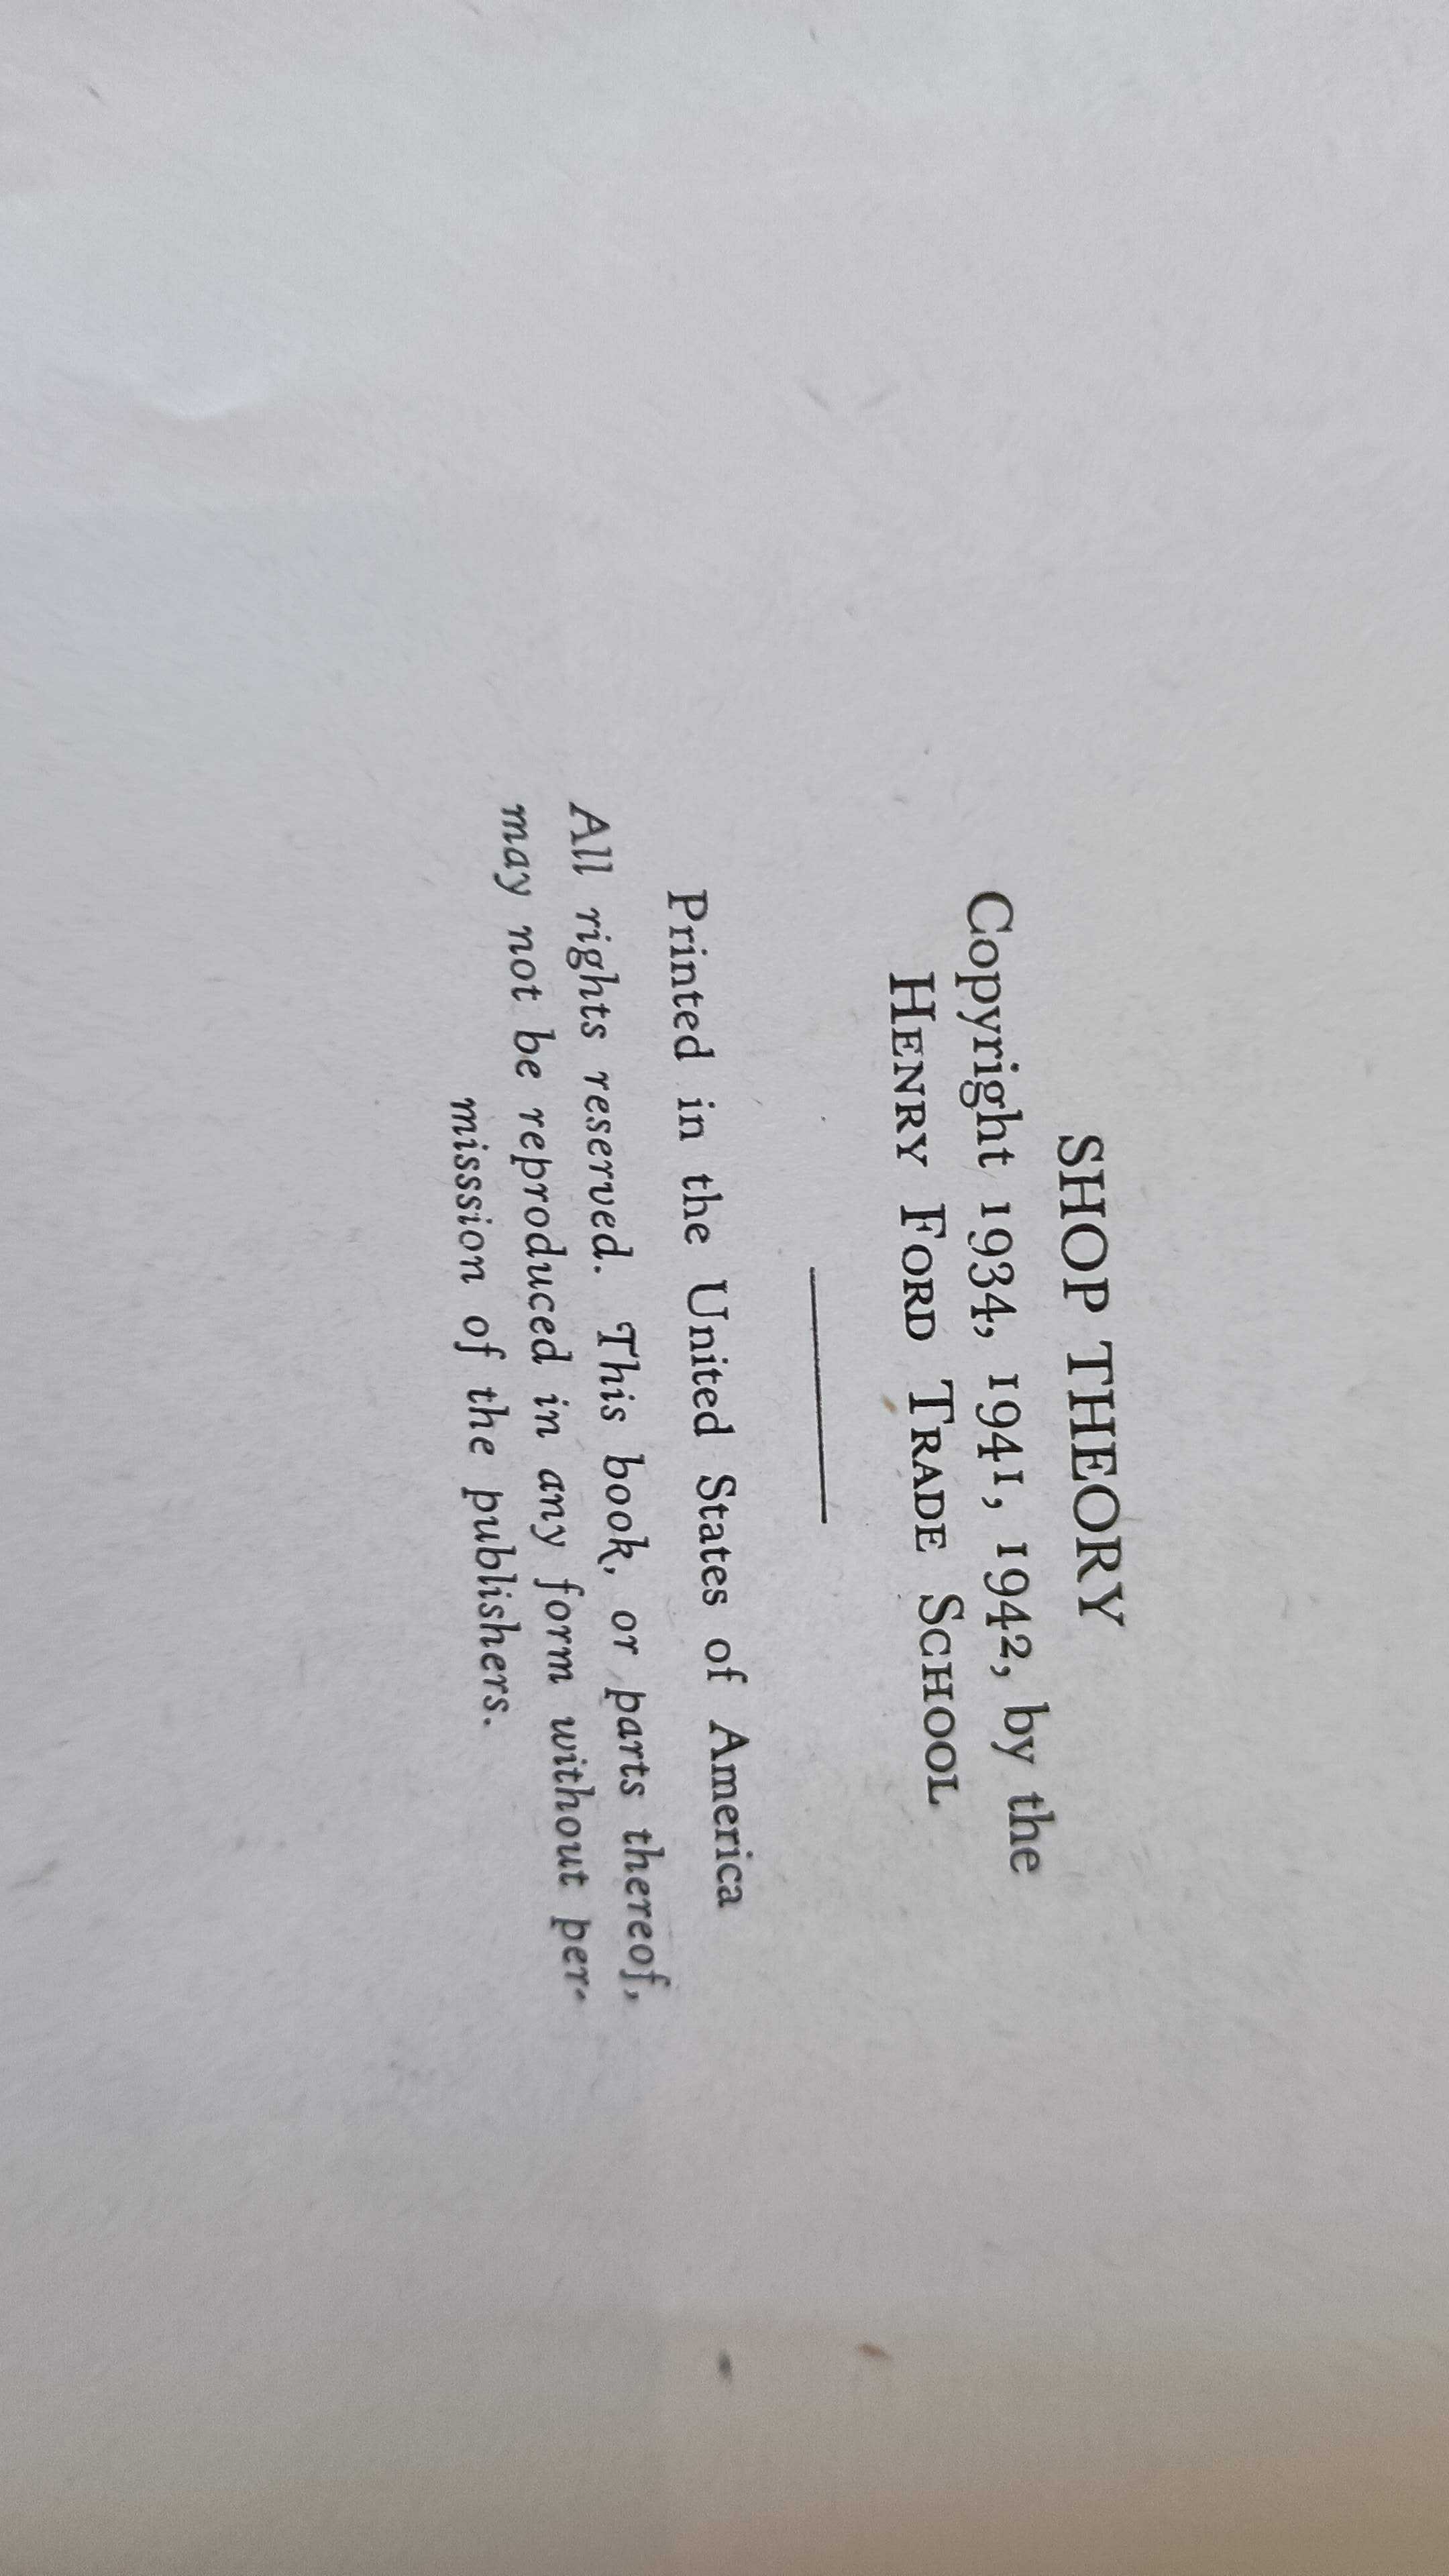 SHOP THEORY
Copyright 1934, 1941, 1942, by the
HENRY FORD TRADE SCHOOL
Printed in the United States of America
All rights reserved. This book, or parts thereof,
may not be reproduced in any form without per-
misssion of the publishers.